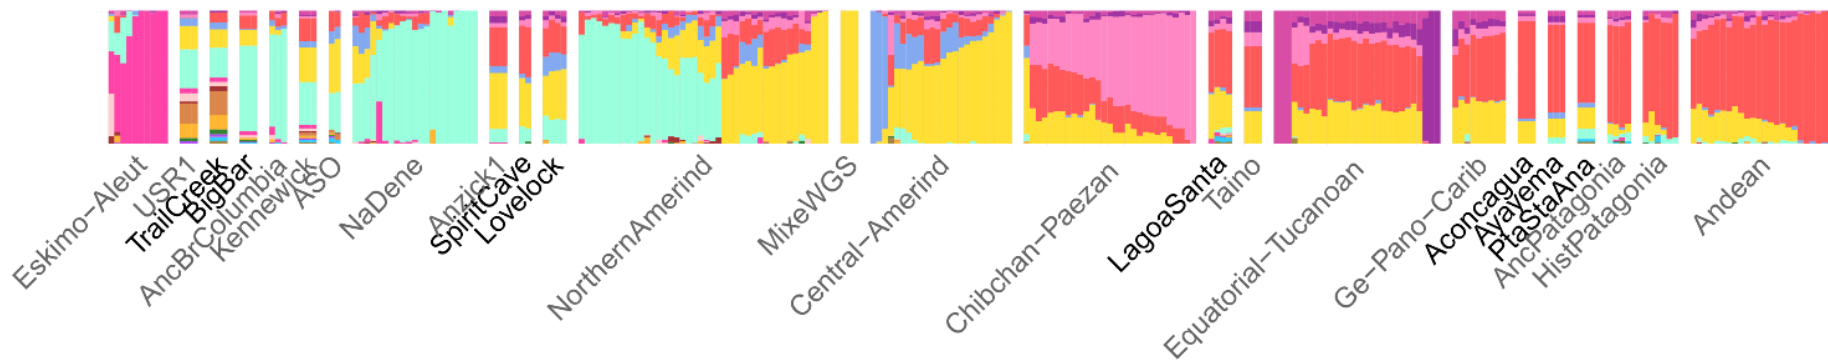 Eskimo−Aleut
USR1
TrailCreek
BigBar
AncBrColumbia
Kennewick
ASO
NaDene
Anzick1
SpiritCave
Lovelock
NorthernAmerind
MixeWGS
Central−Amerind
Chibchan−Paezan
LagoaSanta
Taino
Equatorial−Tucanoan
Ge−Pano−Carib
Aconcagua
Ayayema
PtaStaAna
AncPatagonia
HistPatagonia
Andean